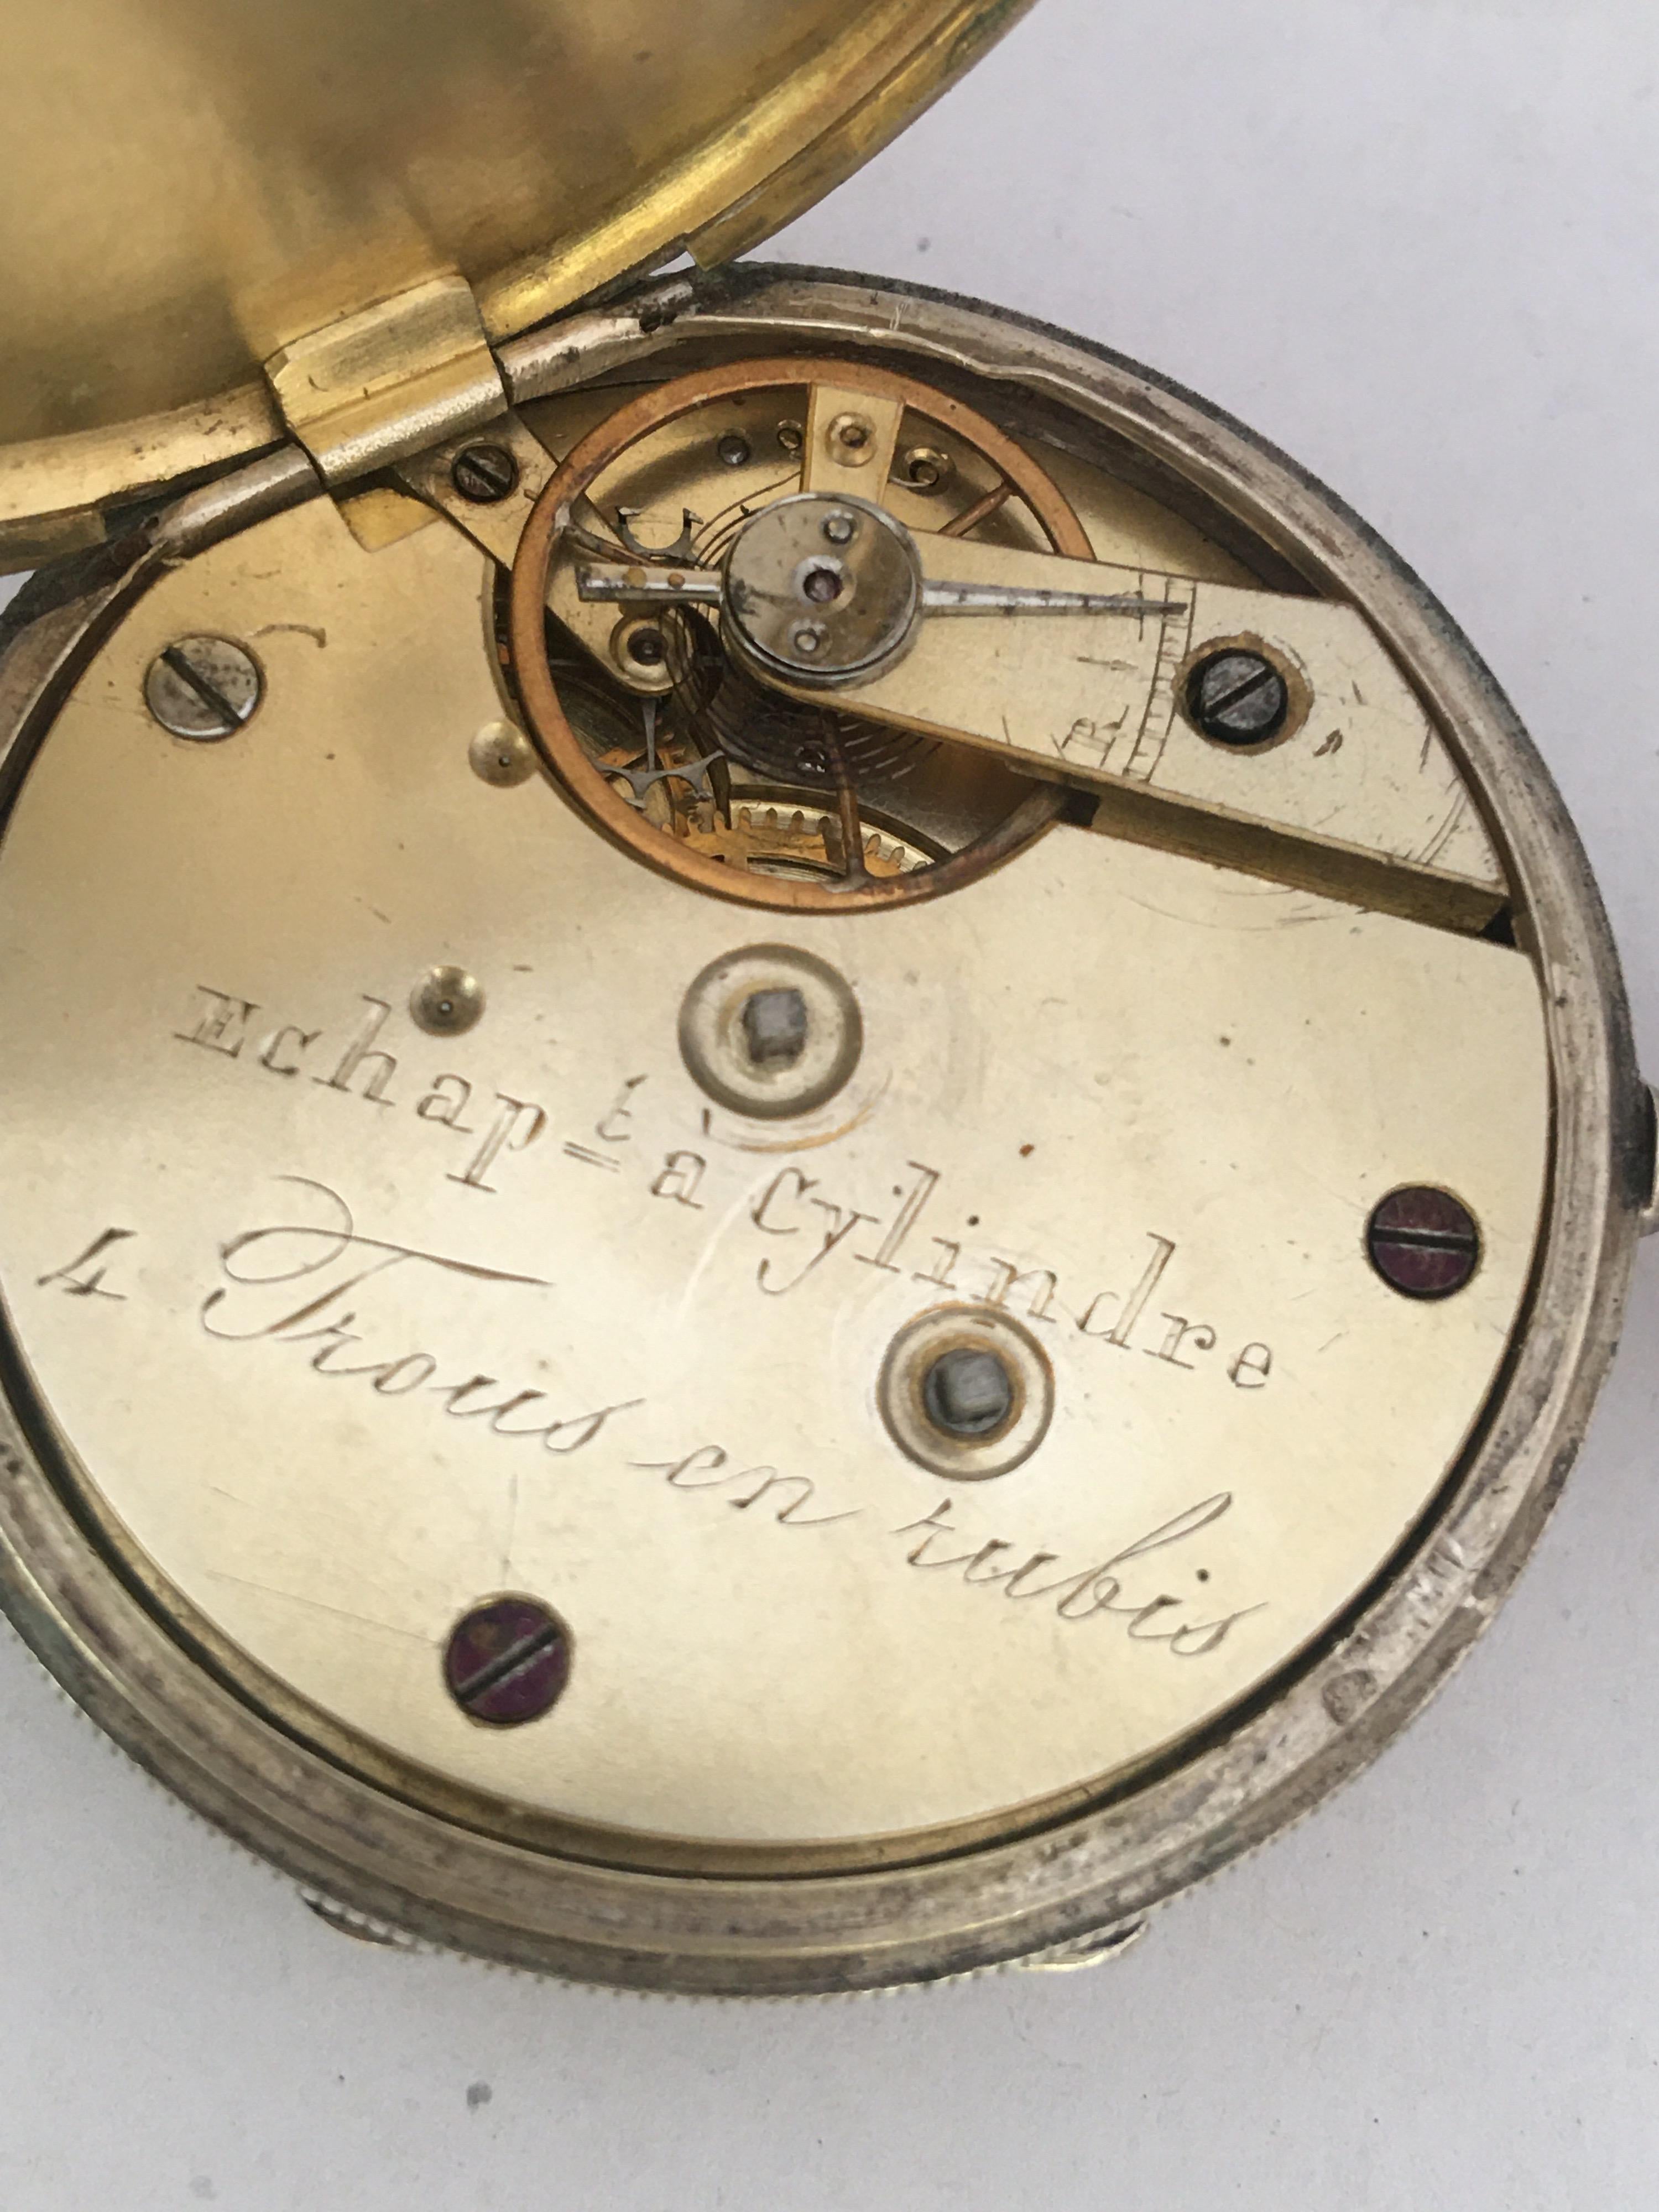 R
Echapt à Cylindre
4 Trous en rubis